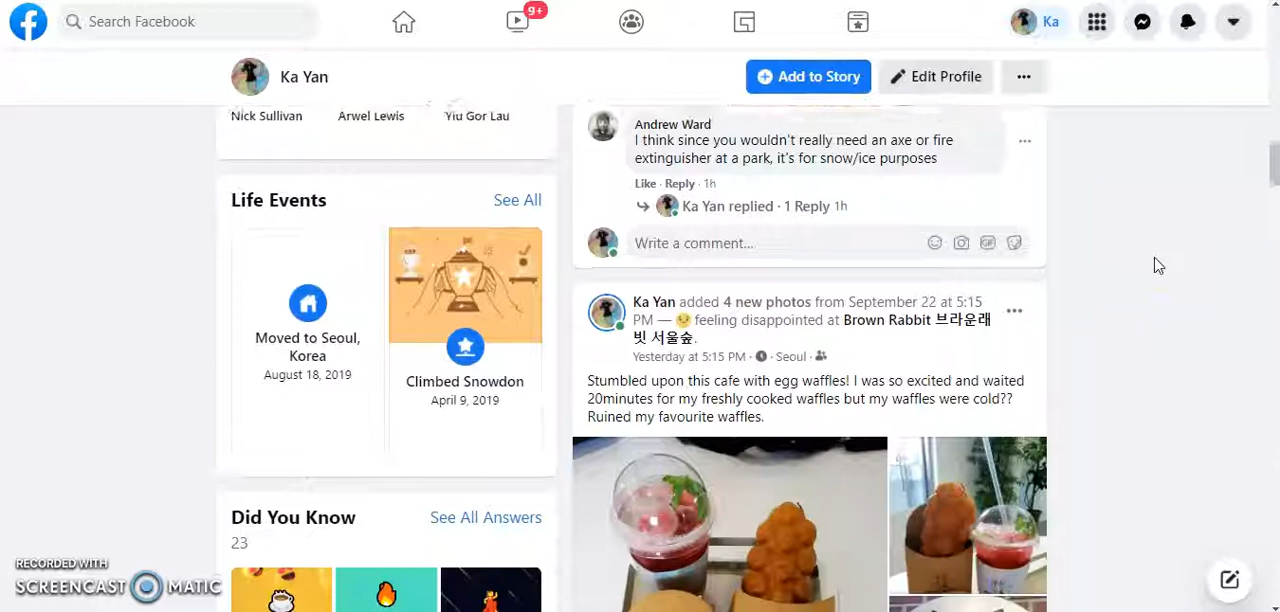 Search Facebook
9+
Ka
Ka Yan
Add to Story
Edit Profile
Nick Sullivan
Arwel Lewis
Yiu Gor Lau
Life Events
See All
Moved to Seoul,
Korea
August 18, 2019
Climbed Snowdon
April 9, 2019
Did You Know
See All Answers
23
Andrew Ward
I think since you wouldn't really need an axe or fire
extinguisher at a park, it's for snow/ice purposes
Like · Reply · 1h
Ka Yan replied · 1 Reply 1h
Write a comment...
GIF
Ka Yan added 4 new photos from September 22 at 5:15
PM — feeling disappointed at Brown Rabbit 브라운래
빗 서울숲.
Yesterday at 5:15 PM · Seoul ·
Stumbled upon this cafe with egg waffles! I was so excited and waited
20minutes for my freshly cooked waffles but my waffles were cold??
Ruined my favourite waffles.
RECORDED WITH
SCREENCAST MATIC